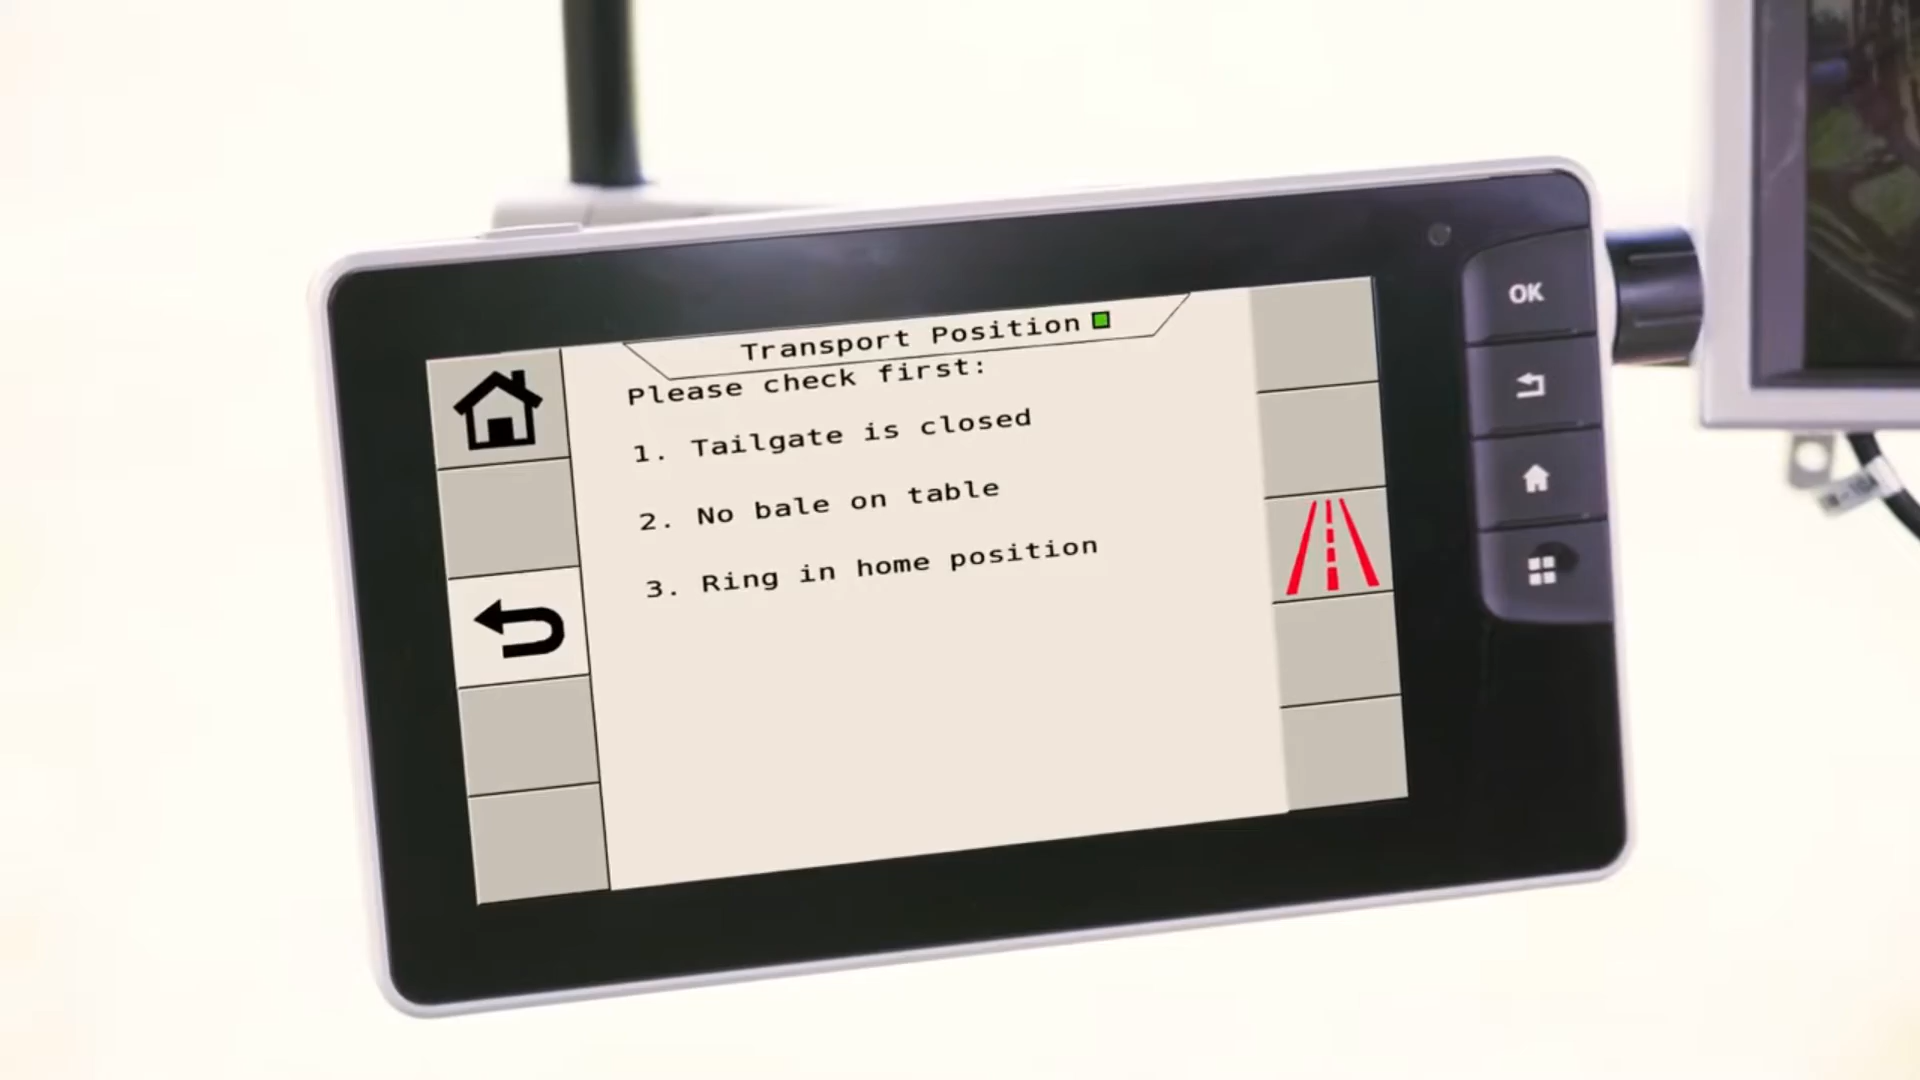 OK
Transport Position
Please check first:
1. Tailgate is closed
2. No bale on table
3. Ring in home position